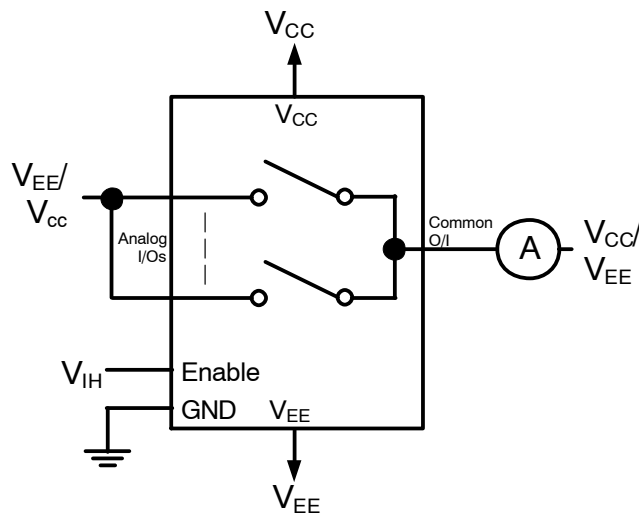 VCC
VCC
VEE/
Vcc
Analog
I/Os
Common
O/I
A
VCC/
VEE
VIH
Enable
GND
VEE
VEE